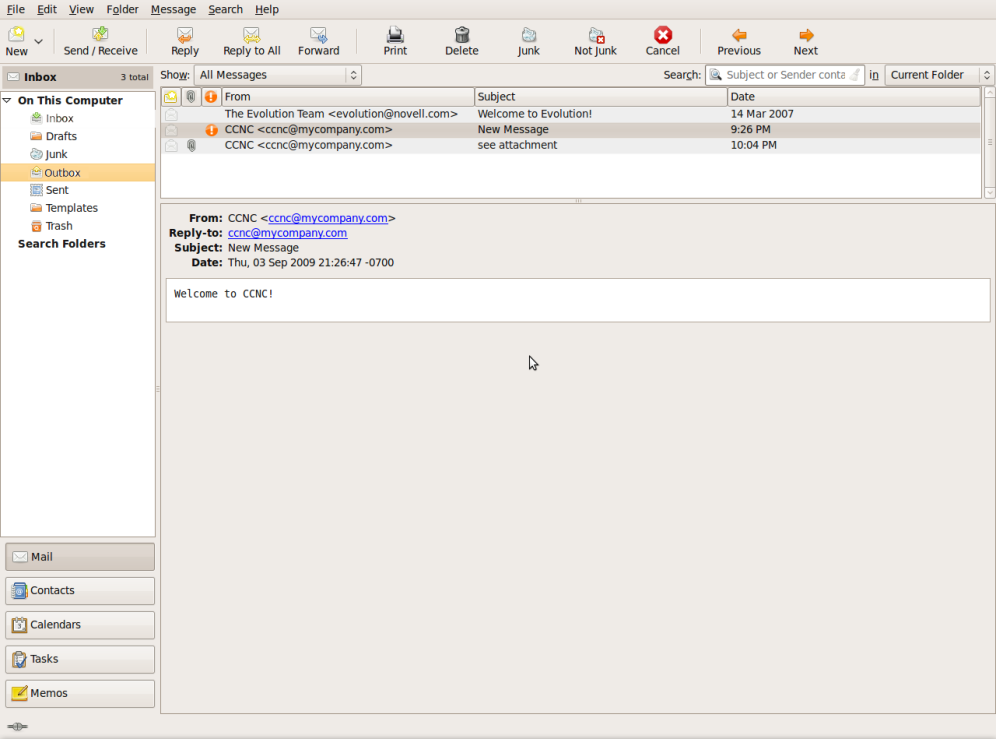 File Edit View Folder Message Search Help
New Send / Receive Reply Reply to All Forward Print Delete Junk Not Junk Cancel Previous Next
Inbox 3 total Show: All Messages Search: Subject or Sender conta in Current Folder
On This Computer
Inbox
Drafts
Junk
Outbox
Sent
Templates
Trash
Search Folders
Mail
Contacts
Calendars
Tasks
Memos
From Subject Date
The Evolution Team <evolution@novell.com> Welcome to Evolution! 14 Mar 2007
CCNC <ccnc@mycompany.com> New Message 9:26 PM
CCNC <ccnc@mycompany.com> see attachment 10:04 PM
From: CCNC <ccnc@mycompany.com>
Reply-to: ccnc@mycompany.com
Subject: New Message
Date: Thu, 03 Sep 2009 21:26:47 -0700
Welcome to CCNC!